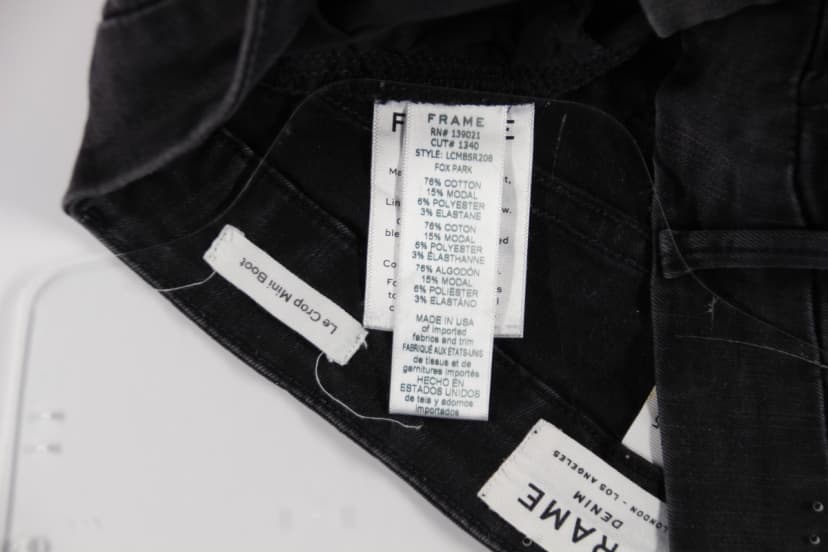 FRAME
RN# 139021
CUT# 1340
STYLE: LCMBSR206
FOX PARK
76% COTTON
15% MODAL
6% POLYESTER
3% ELASTANE
76% COTON
15% MODAL
6% POLYESTER
3% ÉLASTHANNE
76% ALGODÓN
15% MODAL
6% POLIESTER
3% ELASTANO
MADE IN USA
of imported
fabrics and trim
FABRIQUÉ AUX ÉTATS-UNIS
de tissus et de
garnitures importés
HECHO EN
ESTADOS UNIDOS
de tela y adornos
importados
Le Crop Mini Boot
RAME
DENIM
LONDON - LOS ANGELES